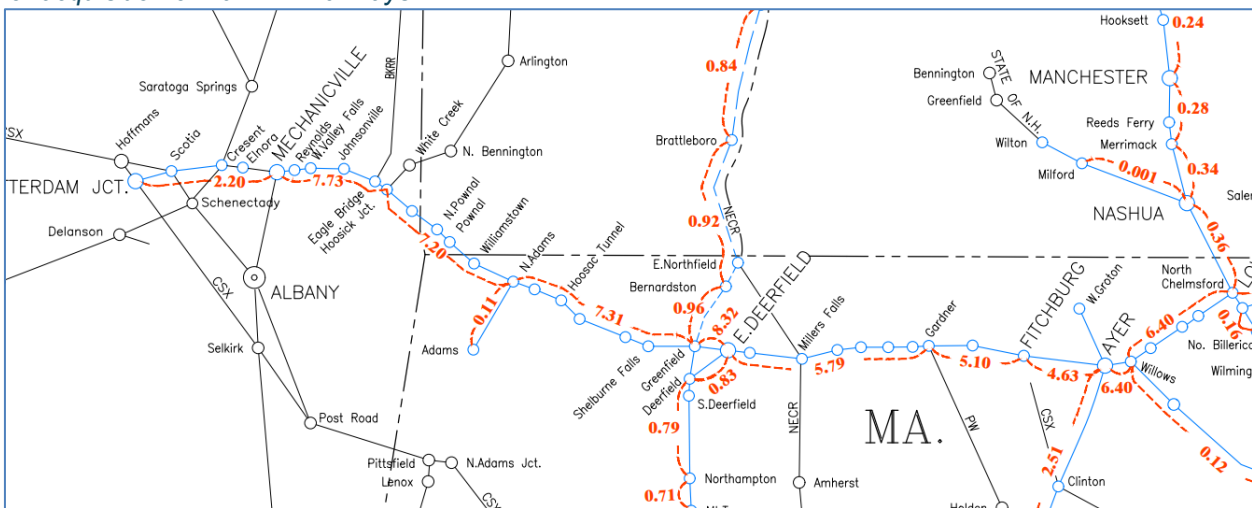 Hoffmans
Scotia
Cresent
Elnora
MECHANICVILLE
Reynolds
W.Valley Falls
Johnsonville
Saratoga Springs
BKRR
Arlington
White Creek
N. Bennington
CSX
TERDAM JCT.
2.20
7.73
Schenectady
Delanson
Eagle Bridge
Hoosick Jct.
N.Pownal
Pownal
Williamstown
7.20
N.Adams
Hoosac Tunnel
CSX
ALBANY
0.11
7.31
Adams
Selkirk
Shelburne Falls
Post Road
Pittsfield
Lenox
N.Adams Jct.
CSX
0.84
Brattleboro
0.92
NECR
E.Northfield
Bernardston
0.96
8.32
E.DEERFIELD
Greenfield
Deerfield
0.83
S.Deerfield
0.79
Northampton
0.71
Millers Falls
5.79
NECR
Amherst
Gardner
5.10
PW
Holden
MA.
FITCHBURG
4.63
CSX
2.51
Clinton
W.Groton
AYER
6.40
6.40
Willows
0.12
Hooksett
0.24
MANCHESTER
0.28
Reeds Ferry
Merrimack
0.34
Bennington
Greenfield
STATE OF N.H.
Wilton
Milford
0.001
NASHUA
Saler
0.36
North
Chelmsford
LO
0.16
No. Billerica
Wilming